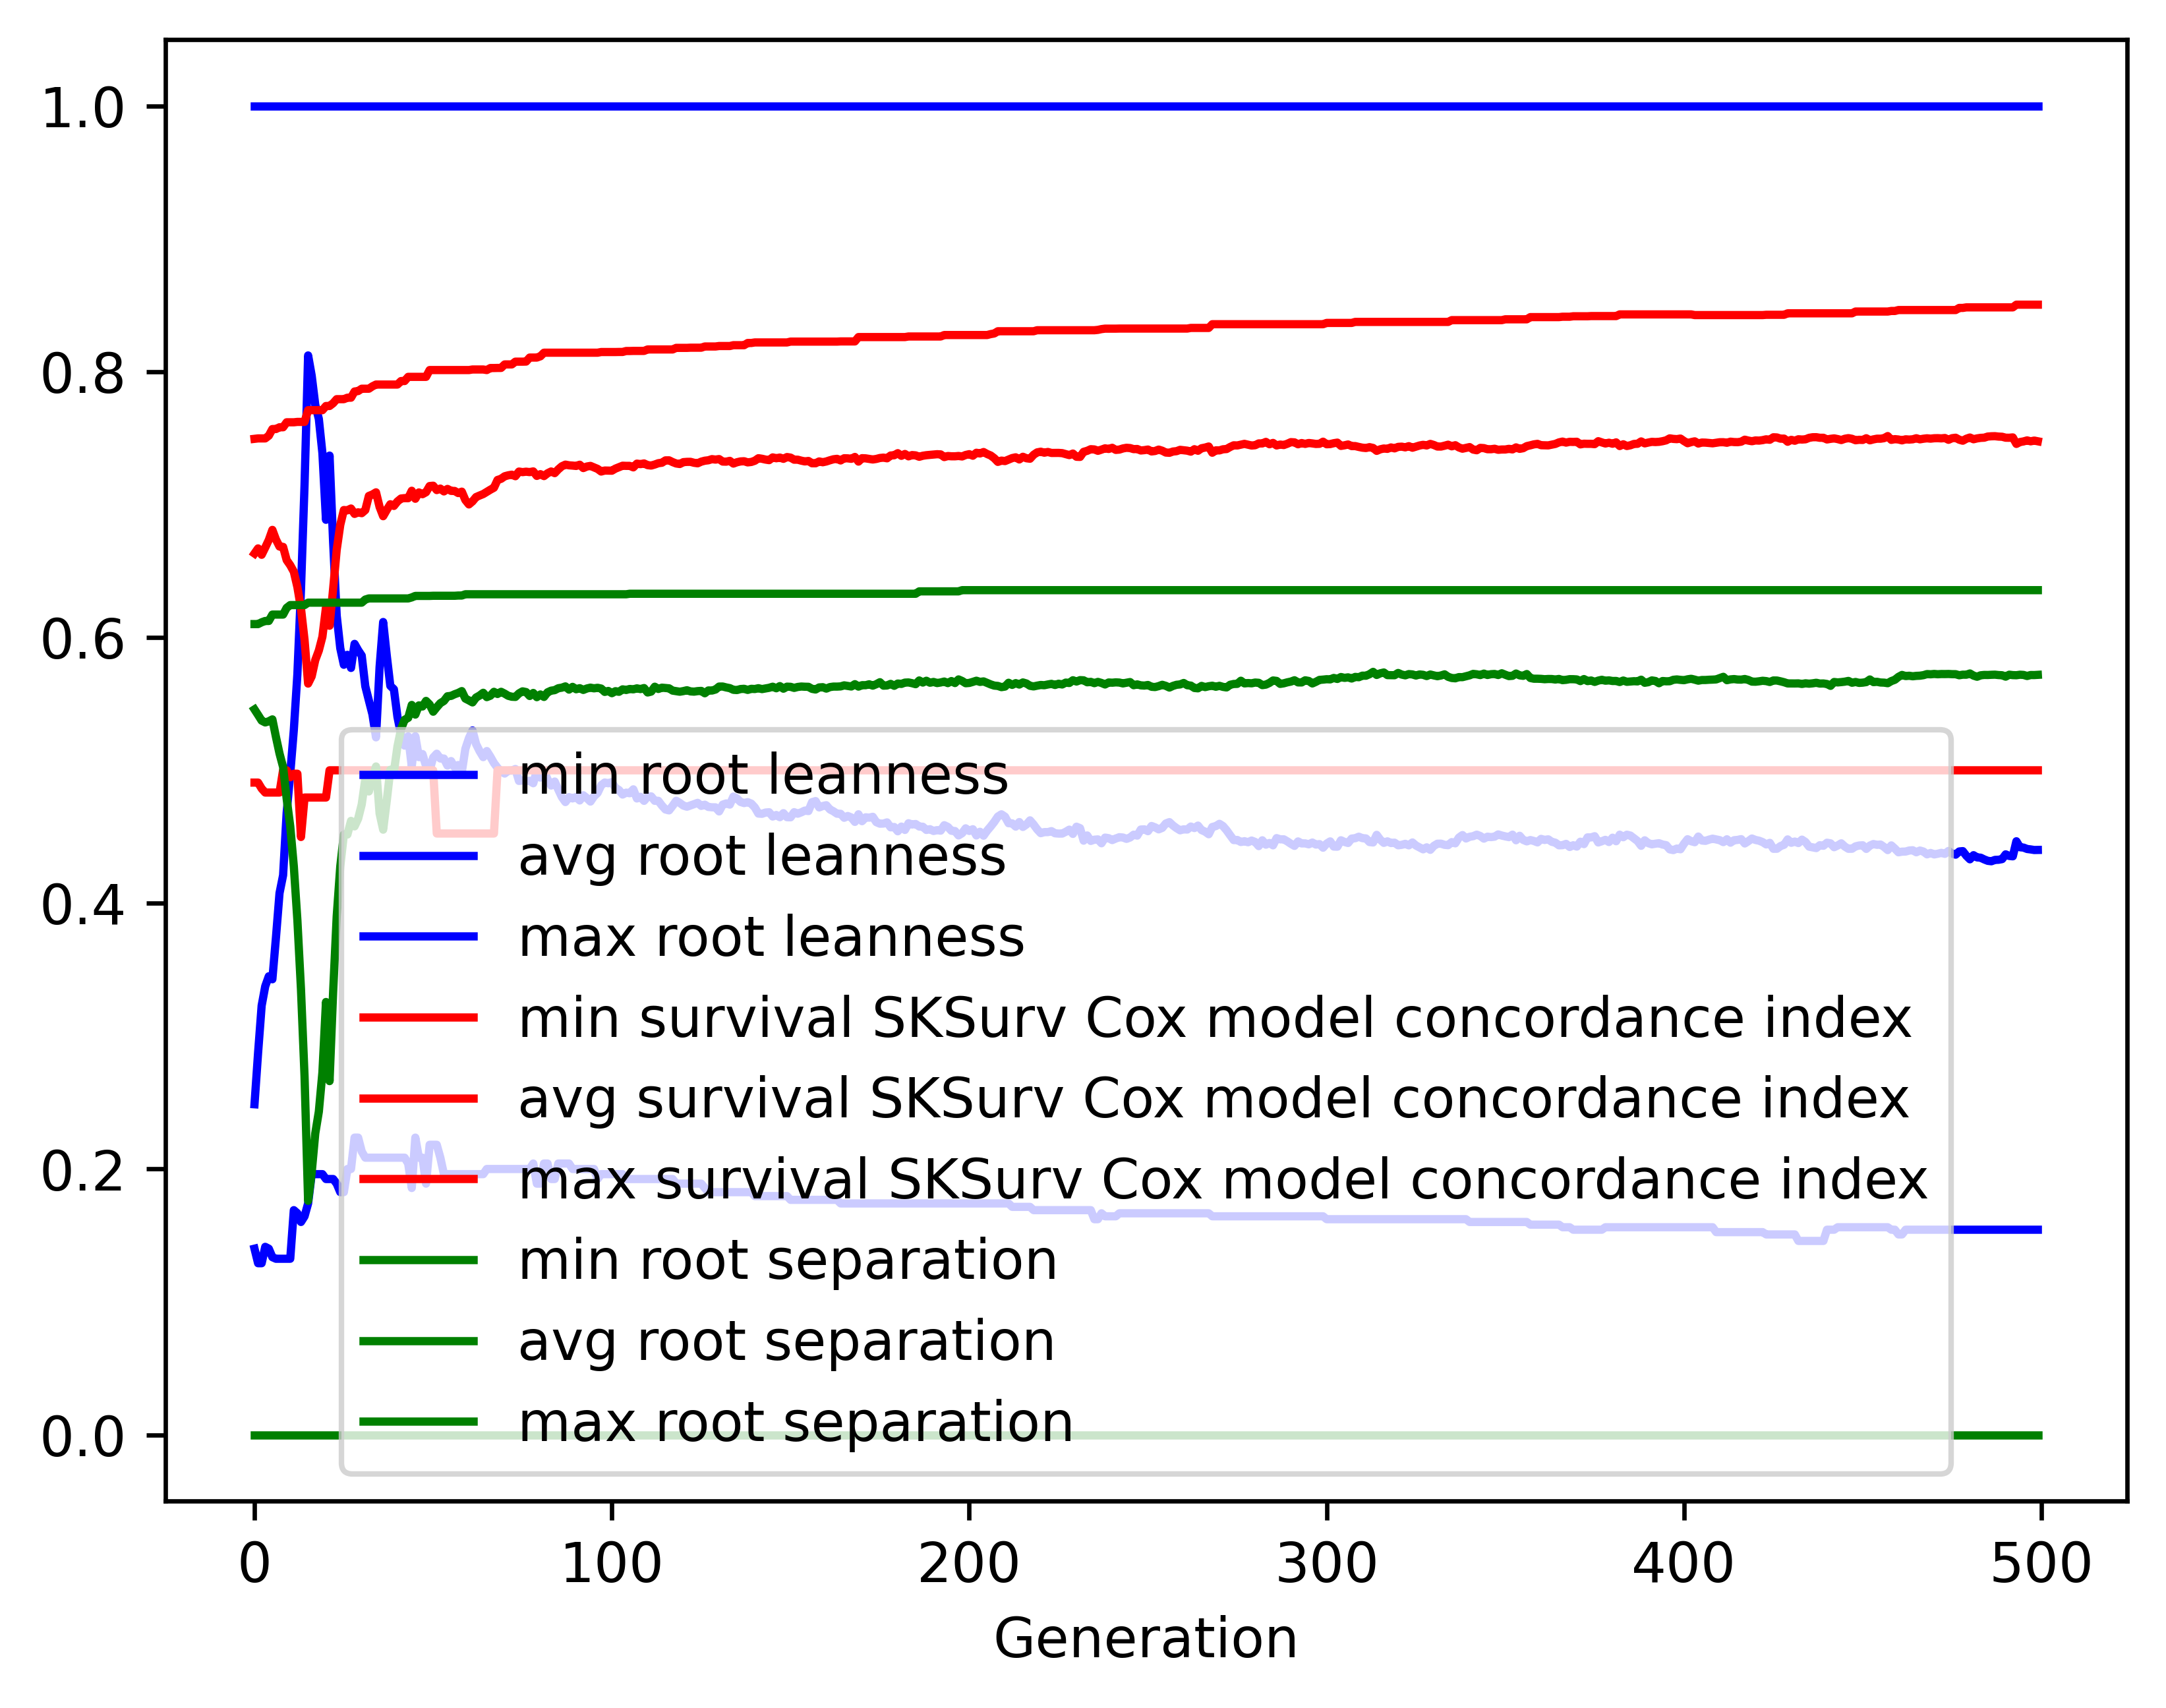 1.0
0.8
0.6
0.4
0.2
0.0
min root leanness
avg root leanness
max root leanness
min survival SKSurv Cox model concordance index
avg survival SKSurv Cox model concordance index
max survival SKSurv Cox model concordance index
min root separation
avg root separation
max root separation
0 100 200 300 400 500
Generation